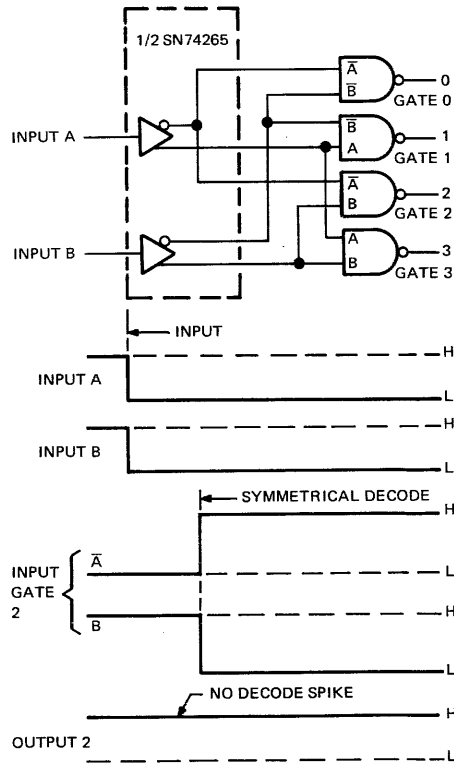 1/2 SN74265
A̅
B̅
0
GATE 0
INPUT A
B̅
A
1
GATE 1
A̅
B
2
GATE 2
INPUT B
A
B
3
GATE 3
INPUT
INPUT A
H
L
INPUT B
H
L
SYMMETRICAL DECODE
H
INPUT
GATE
2
A̅
L
B
H
L
NO DECODE SPIKE
H
OUTPUT 2
L